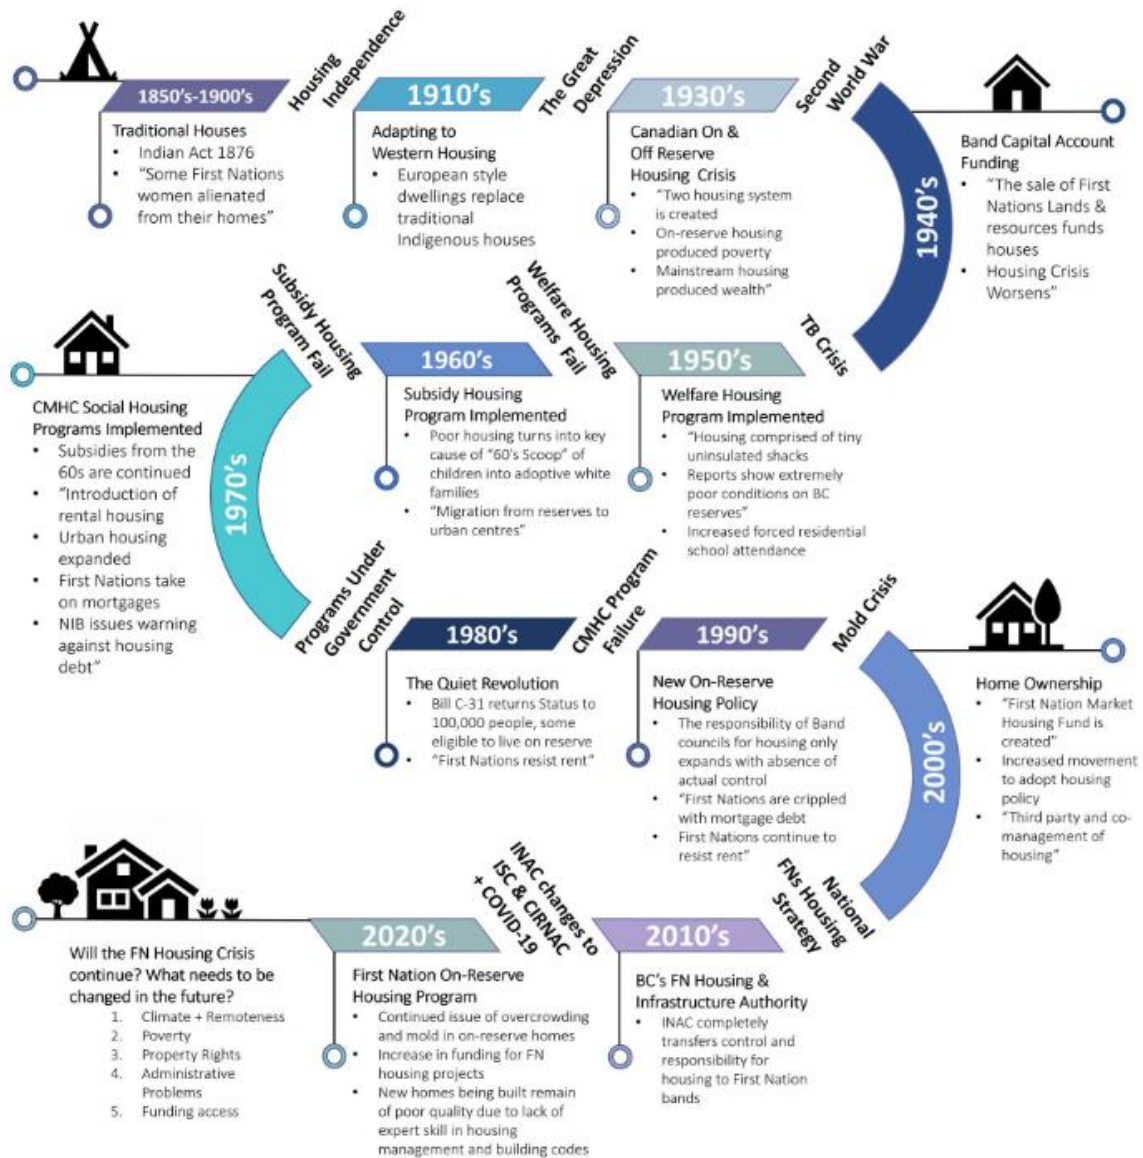 1850's-1900's
Housing
Independence
Traditional Houses
• Indian Act 1876
• "Some First Nations
women alienated
from their homes"
1910's
The Great
Depression
Adapting to
Western Housing
• European style
dwellings replace
traditional
Indigenous houses
1930's
Second
World War
Canadian On &
Off Reserve
Housing Crisis
• "Two housing system
is created
• On-reserve housing
produced poverty
• Mainstream housing
produced wealth"
1940's
Band Capital Account
Funding
• "The sale of First
Nations Lands &
resources funds
houses
• Housing Crisis
Worsens"
TB Crisis
1950's
Welfare Housing
Program Implemented
• "Housing comprised of tiny
uninsulated shacks
• Reports show extremely
poor conditions on BC
reserves"
• Increased forced residential
school attendance
Welfare Housing
Programs Fail
1960's
Subsidy Housing
Program Implemented
• Poor housing turns into key
cause of "60's Scoop" of
children into adoptive white
families
• "Migration from reserves to
urban centres"
Subsidy Housing
Program Fail
1970's
CMHC Social Housing
Programs Implemented
• Subsidies from the
60s are continued
• "Introduction of
rental housing
• Urban housing
expanded
• First Nations take
on mortgages
• NIB issues warning
against housing
debt"
Programs Under
Government
Control
1980's
The Quiet Revolution
• Bill C-31 returns Status to
100,000 people, some
eligible to live on reserve
• "First Nations resist rent"
CMHC Program
Failure
1990's
New On-Reserve
Housing Policy
• The responsibility of Band
councils for housing only
expands with absence of
actual control
• "First Nations are crippled
with mortgage debt
• First Nations continue to
resist rent"
Mold Crisis
2000's
Home Ownership
• "First Nation Market
Housing Fund is
created"
• Increased movement
to adopt housing
policy
• "Third party and co-
management of
housing"
National
FNs Housing
Strategy
2010's
BC's FN Housing &
Infrastructure Authority
• INAC completely
transfers control and
responsibility for
housing to First Nation
bands
INAC changes to
ISC & CIRNAC
+ COVID-19
2020's
First Nation On-Reserve
Housing Program
• Continued issue of overcrowding
and mold in on-reserve homes
• Increase in funding for FN
housing projects
• New homes being built remain
of poor quality due to lack of
expert skill in housing
management and building codes
Will the FN Housing Crisis
continue? What needs to be
changed in the future?
1. Climate + Remoteness
2. Poverty
3. Property Rights
4. Administrative
Problems
5. Funding access